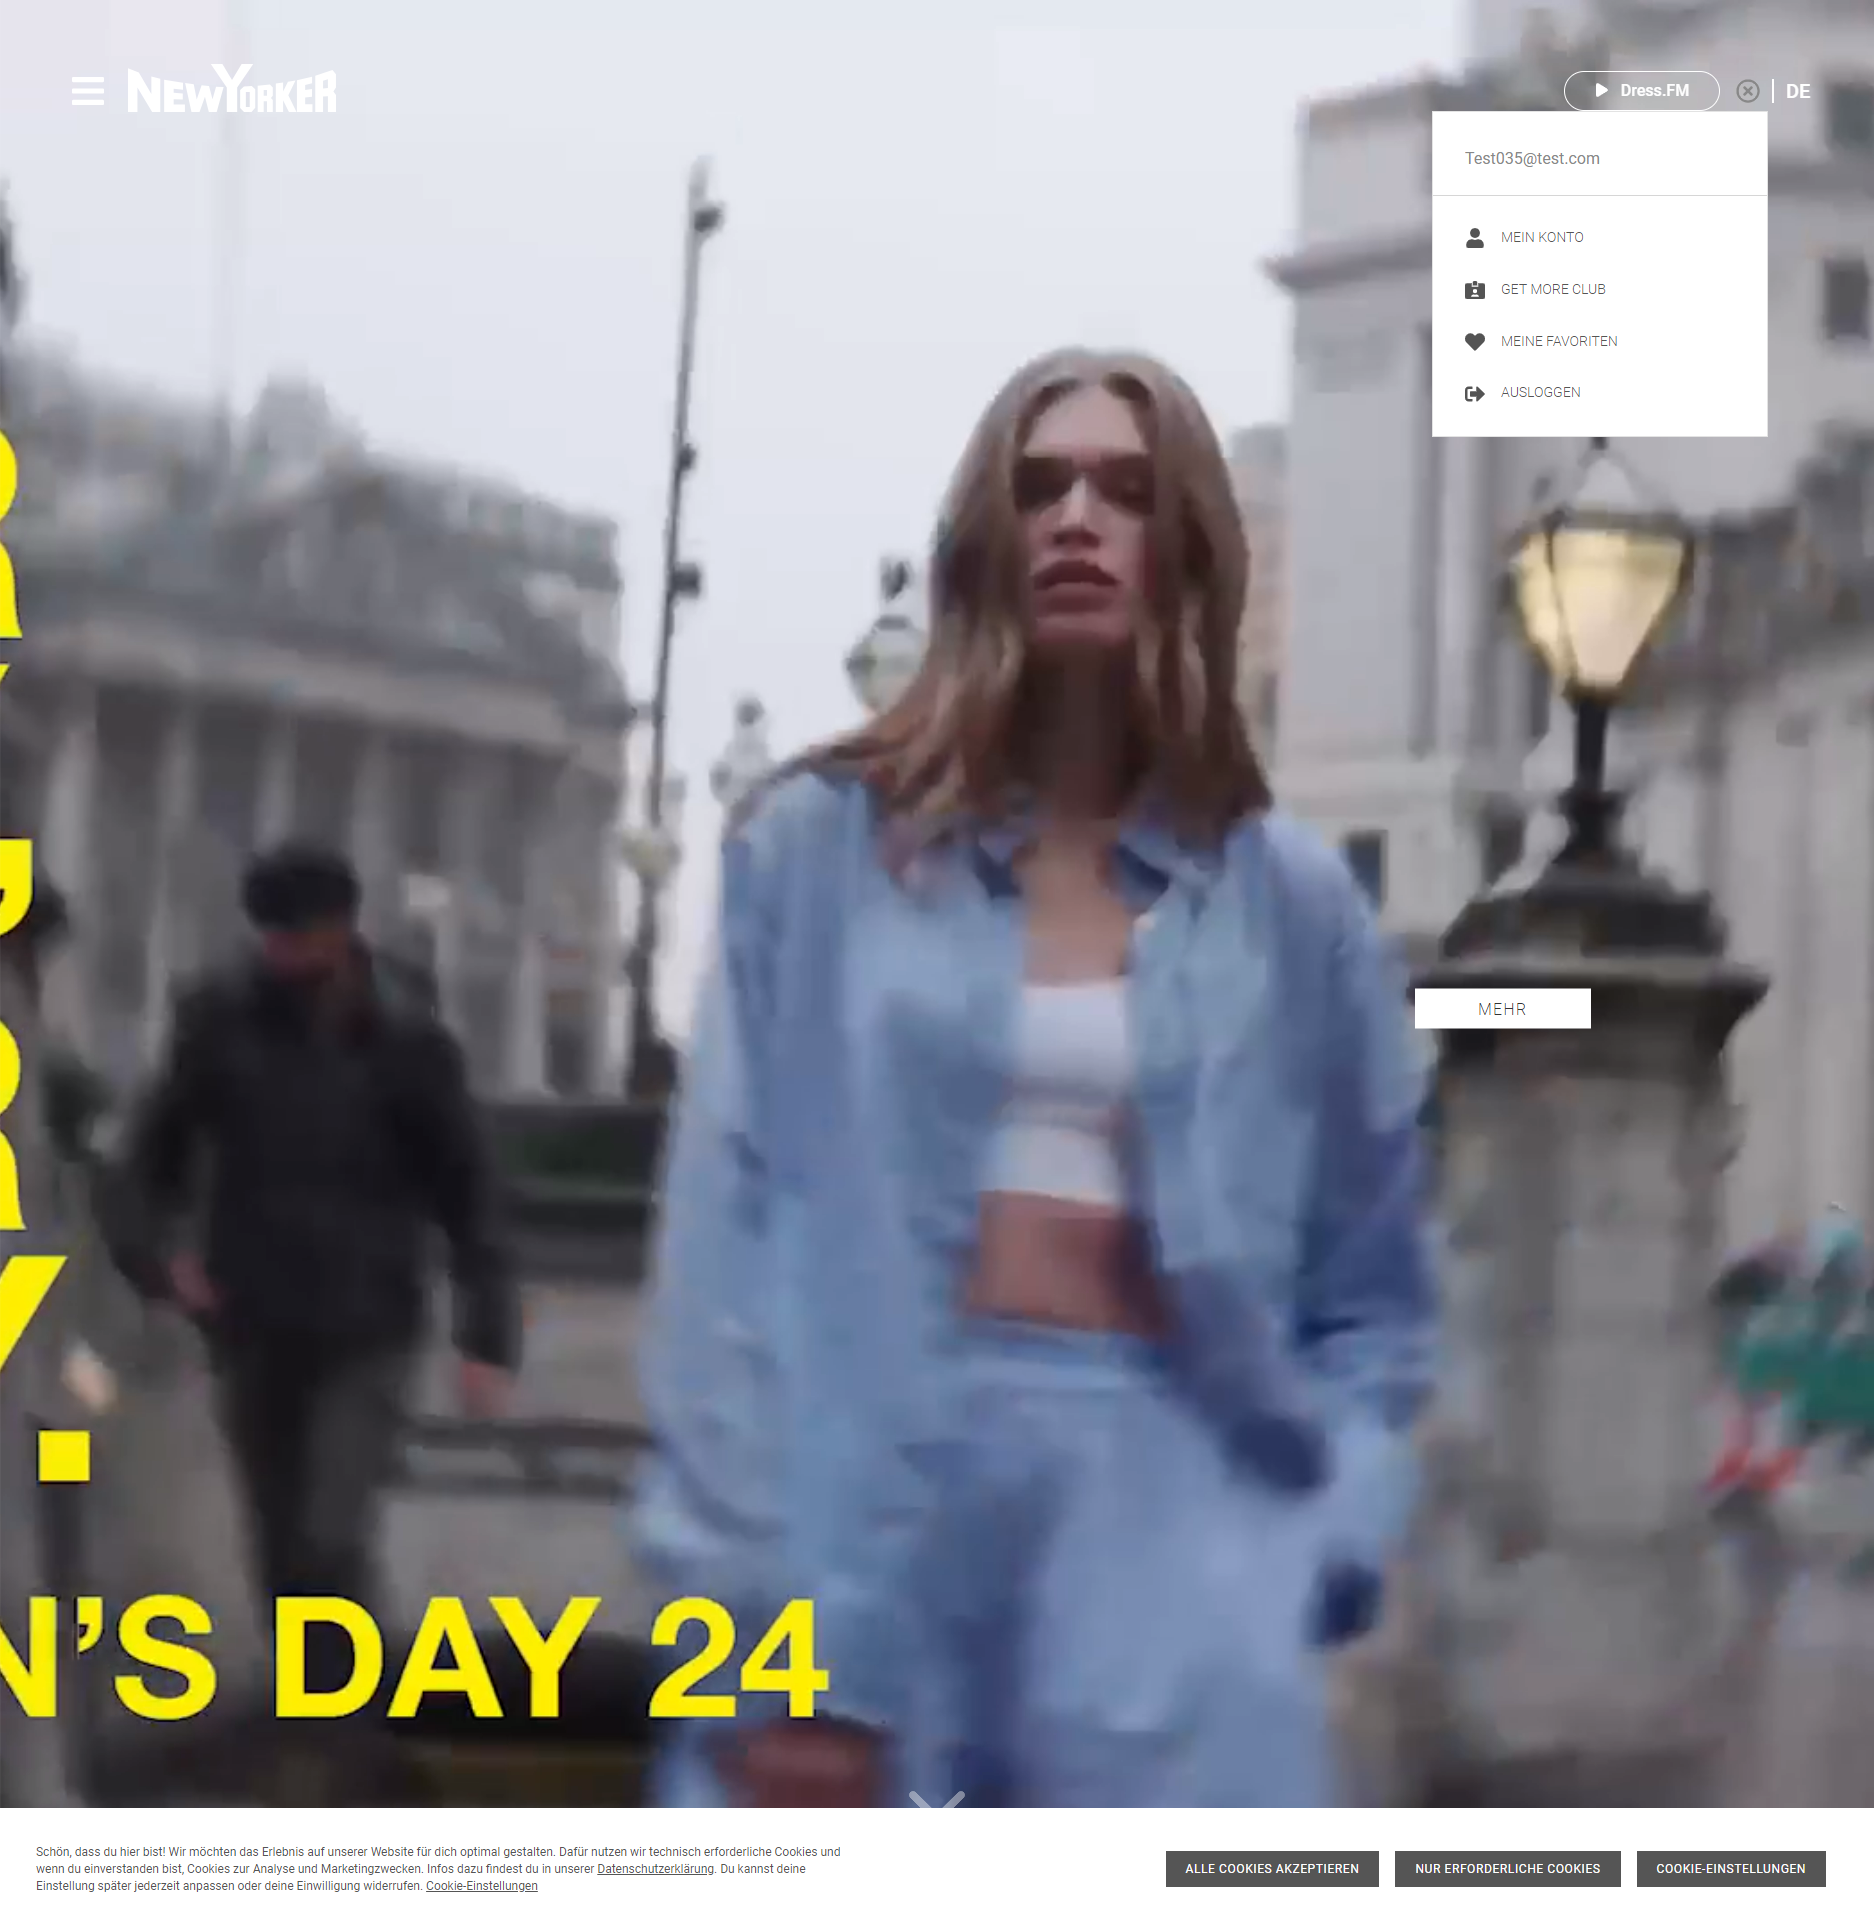 NEWYORKER
Dress.FM
DE
Test035@test.com
MEIN KONTO
GET MORE CLUB
MEINE FAVORITEN
AUSLOGGEN
MEHR
N'S DAY 24
Schön, dass du hier bist! Wir möchten das Erlebnis auf unserer Website für dich optimal gestalten. Dafür nutzen wir technisch erforderliche Cookies und
wenn du einverstanden bist, Cookies zur Analyse und Marketingzwecken. Infos dazu findest du in unserer Datenschutzerklärung. Du kannst deine
Einstellung später jederzeit anpassen oder deine Einwilligung widerrufen. Cookie-Einstellungen
ALLE COOKIES AKZEPTIEREN
NUR ERFORDERLICHE COOKIES
COOKIE-EINSTELLUNGEN